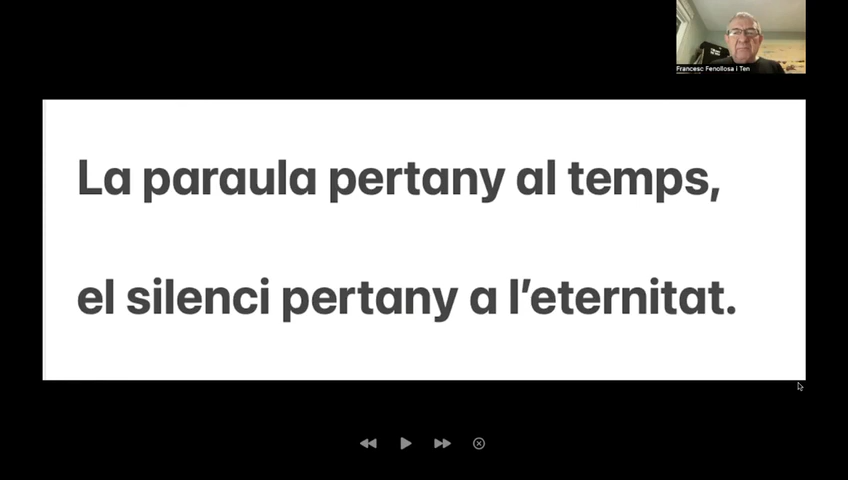 Francesc Fenollosa i Ten
La paraula pertany al temps,
el silenci pertany a l’eternitat.